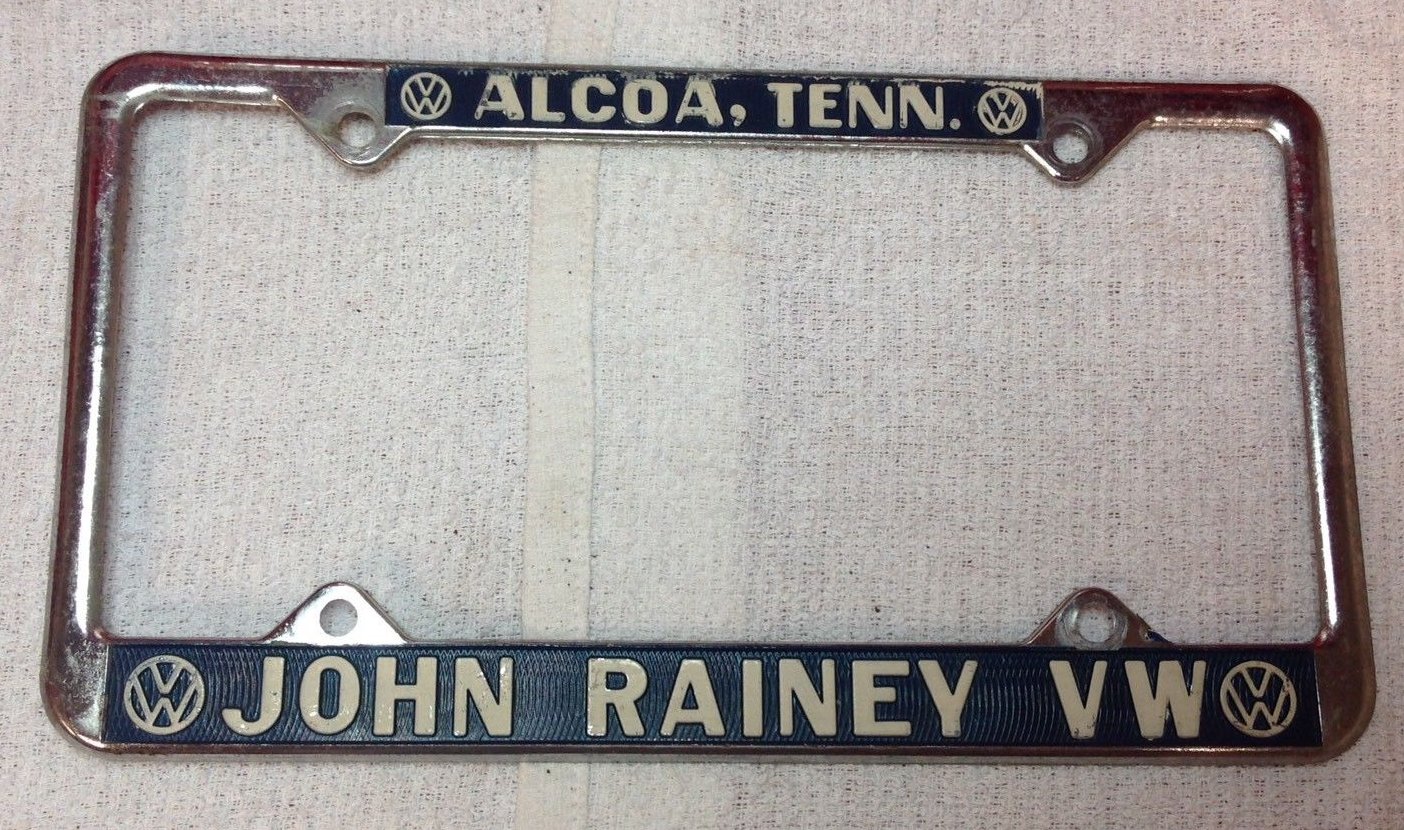 ALCOA, TENN.
JOHN RAINEY VW